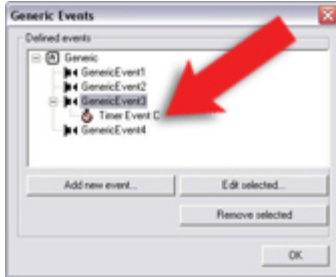 Generic Events
Defined events
Generic
GenericEvent1
GenericEvent2
GenericEvent3
Timer Event
GenericEvent4
Add new event...
Edit selected...
Remove selected
OK